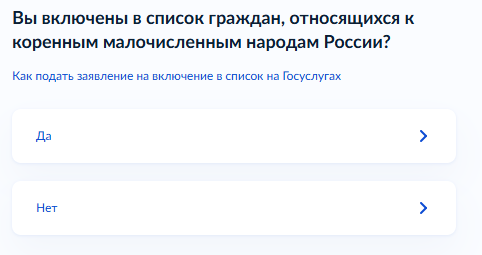 Вы включены в список граждан, относящихся к
коренным малочисленным народам России?
Как подать заявление на включение в список на Госуслугах
Да
Нет